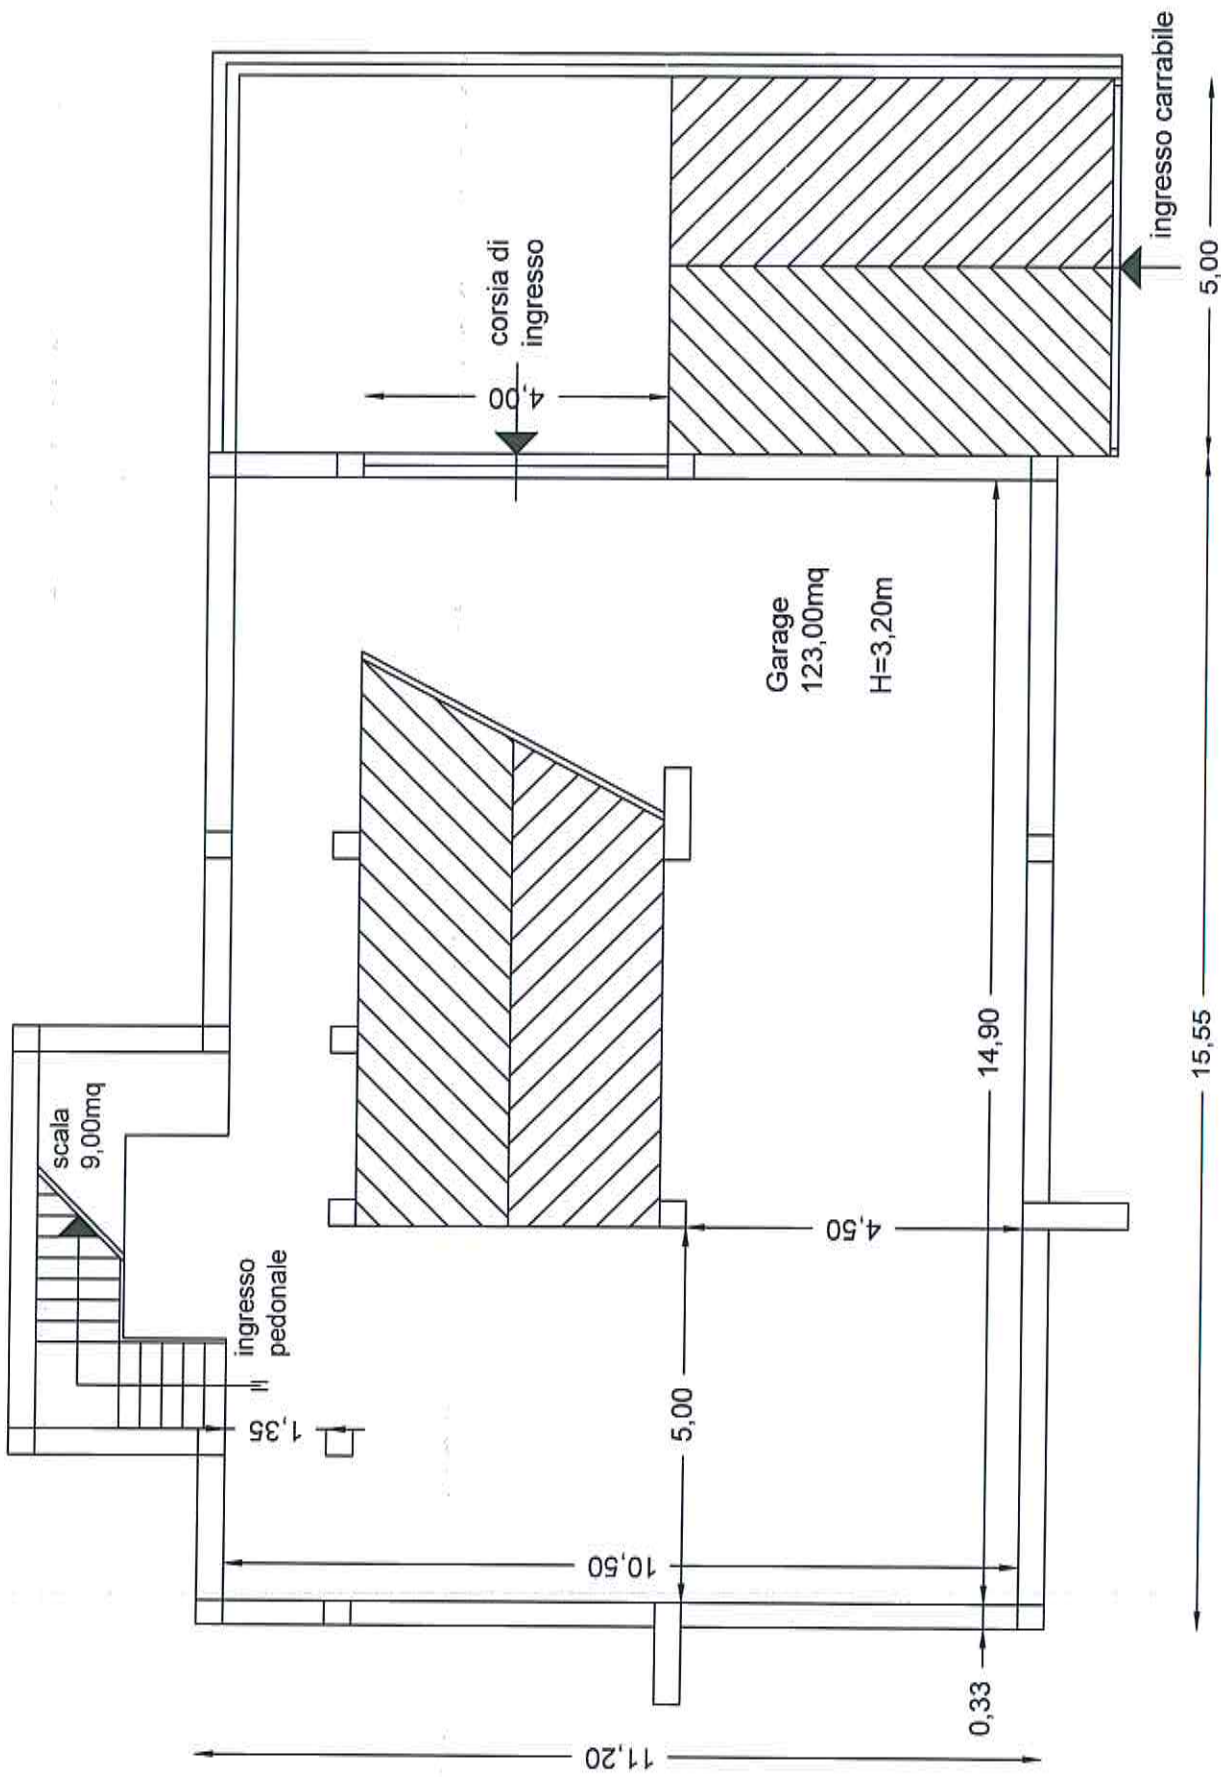 ingresso carrabile
5,00
corsia di
ingresso
4,00
Garage
123,00mq
H=3,20m
scala
9,00mq
ingresso
pedonale
1,35
4,50
14,90
15,55
5,00
10,50
0,33
11,20